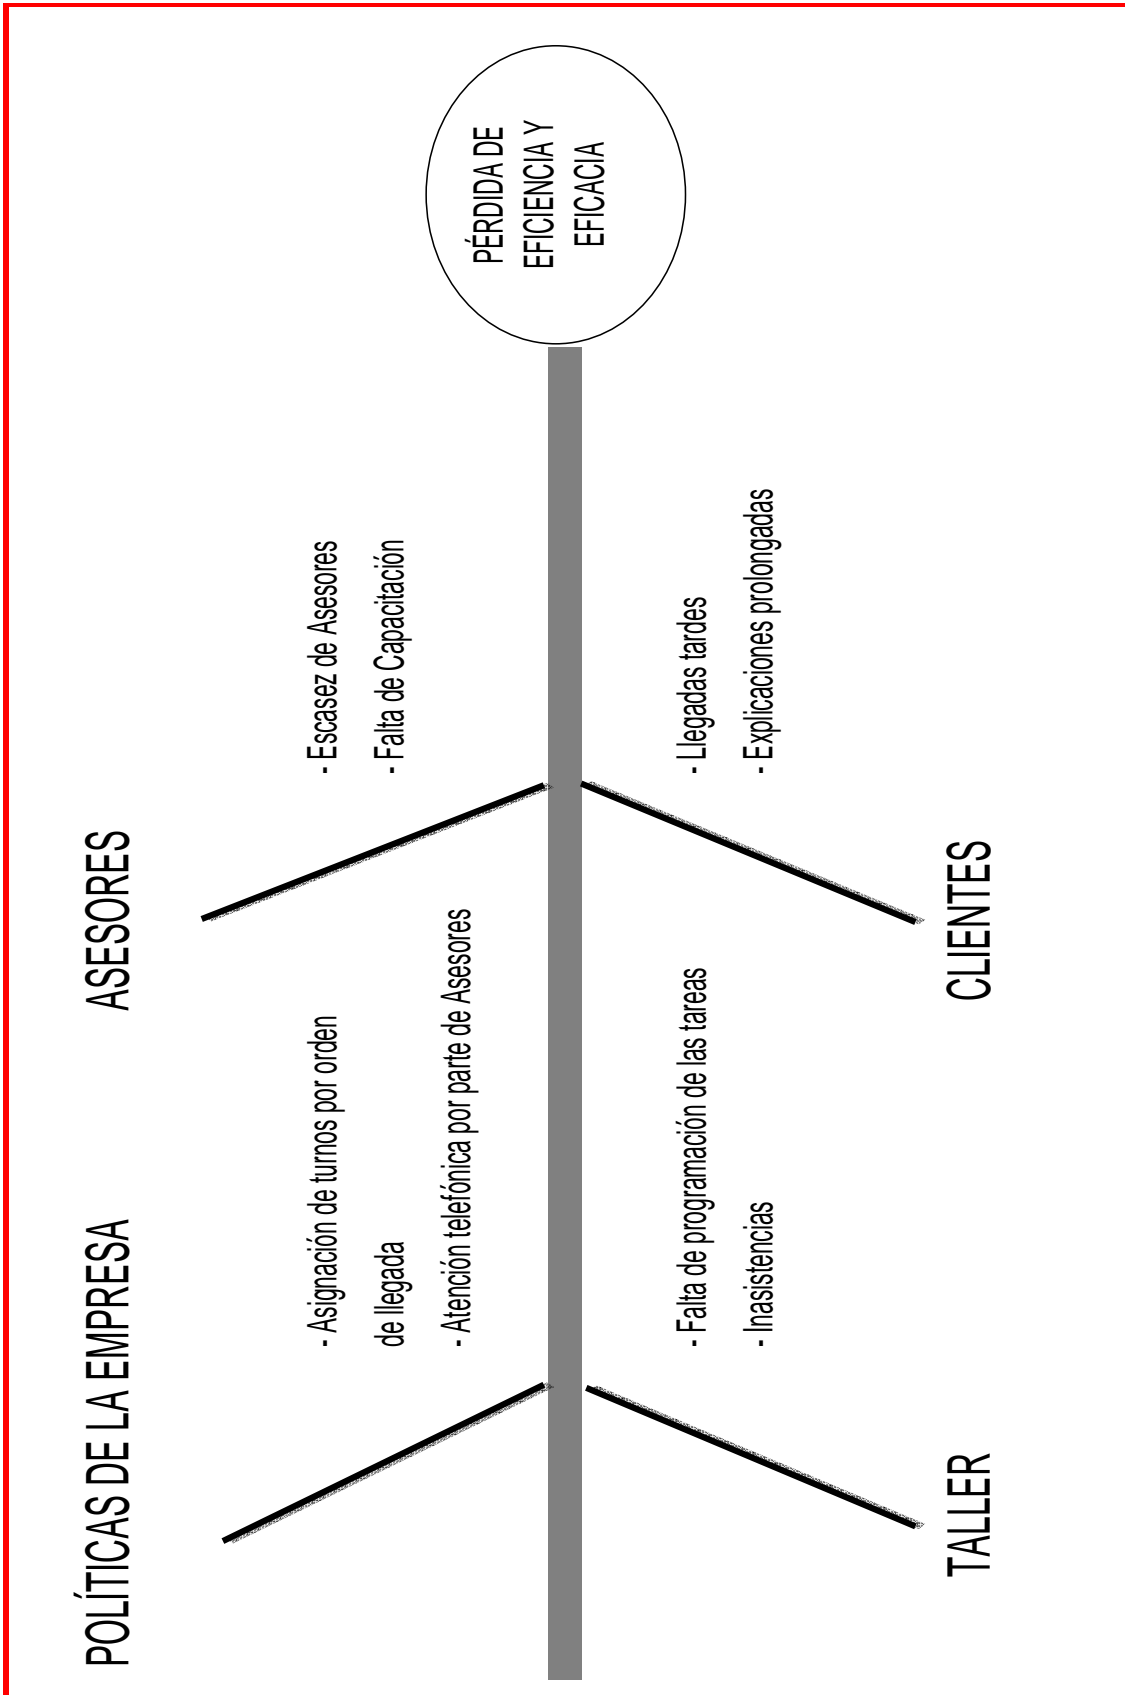 POLÍTICAS DE LA EMPRESA
- Asignación de turnos por orden
de llegada
- Atención telefónica por parte de Asesores
ASESORES
- Escasez de Asesores
- Falta de Capacitación
PÉRDIDA DE
EFICIENCIA Y
EFICACIA
TALLER
- Falta de programación de las tareas
- Inasistencias
CLIENTES
- Llegadas tardes
- Explicaciones prolongadas